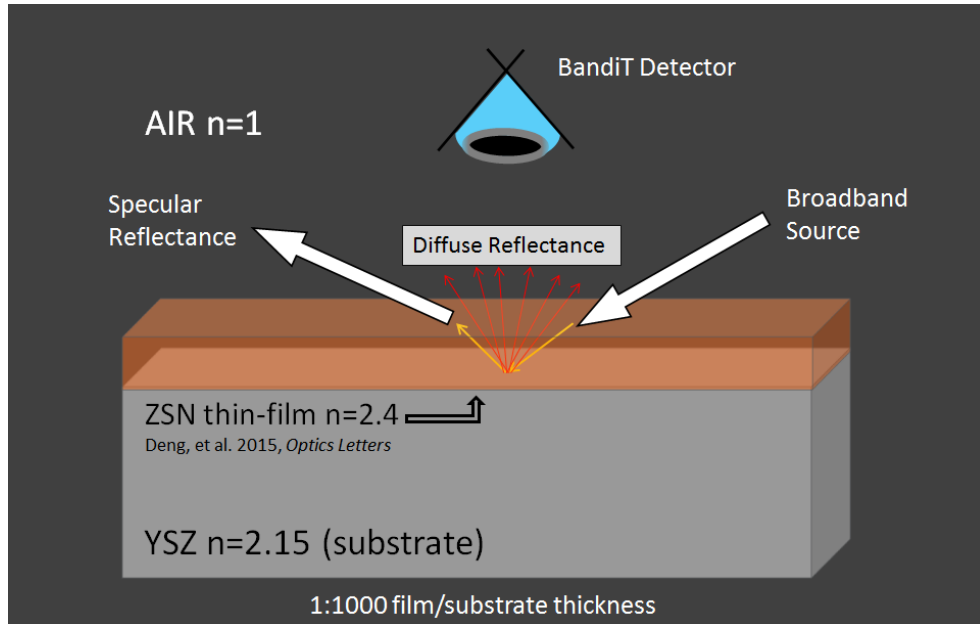 BandiT Detector
AIR n=1
Specular
Reflectance
Diffuse Reflectance
Broadband
Source
ZSN thin-film n=2.4
Deng, et al. 2015, Optics Letters
YSZ n=2.15 (substrate)
1:1000 film/substrate thickness